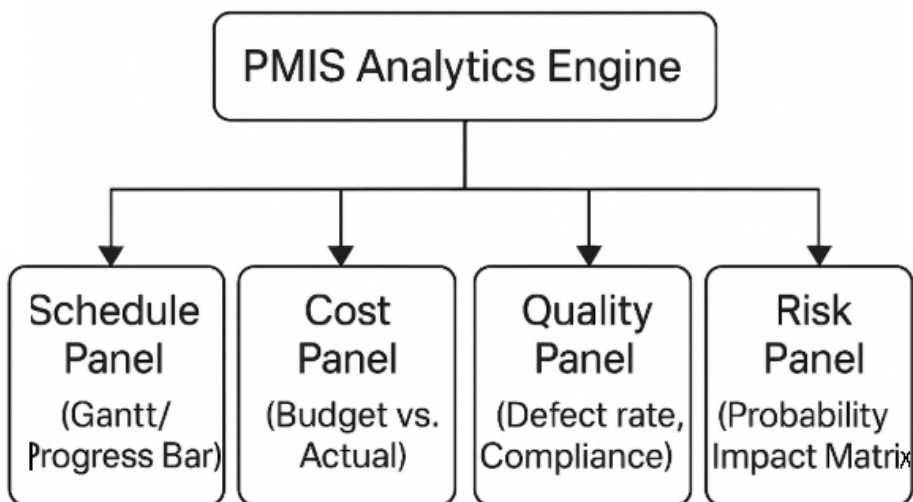 PMIS Analytics Engine
Schedule
Panel
(Gantt/
Progress Bar)
Cost
Panel
(Budget vs.
Actual)
Quality
Panel
(Defect rate,
Compliance)
Risk
Panel
(Probability
Impact Matrix